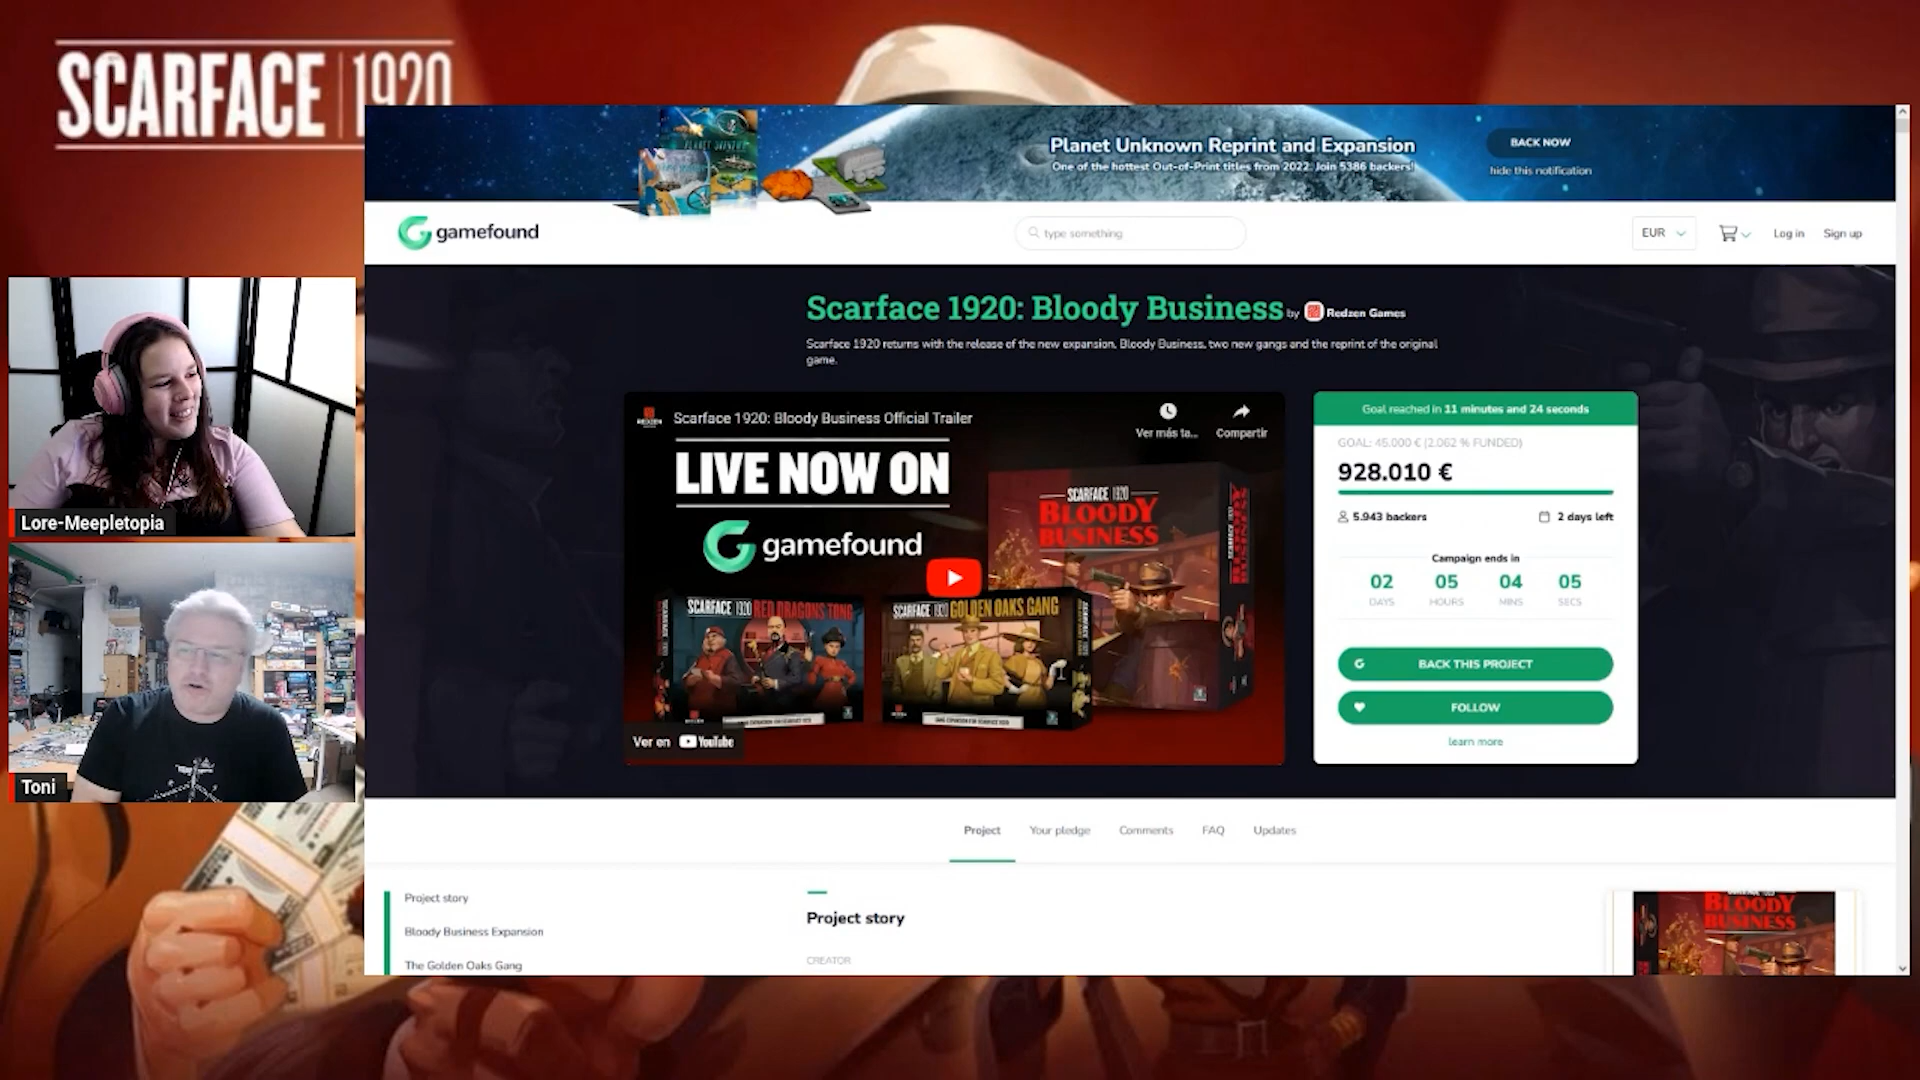 SCARFACE 1920
Planet Unknown Reprint and Expansion
One of the hottest Out-of-Print titles from 2022. Join 5386 backers!
BACK NOW
hide this notification
gamefound
type something
EUR
Log in
Sign up
Scarface 1920: Bloody Business by Redzen Games
Scarface 1920 returns with the release of the new expansion, Bloody Business, two new gangs and the reprint of the original
game.
REDZEN
Scarface 1920: Bloody Business Official Trailer
Ver más ta...
Compartir
LIVE NOW ON
gamefound
SCARFACE 1920
BLOODY
BUSINESS
SCARFACE 1920 RED DRAGONS TONG
SCARFACE 1920 GOLDEN OAKS GANG
Ver en YouTube
Goal reached in 11 minutes and 24 seconds
GOAL: 45.000 € (2.062 % FUNDED)
928.010 €
5.943 backers
2 days left
Campaign ends in
02 05 04 05
DAYS HOURS MINS SECS
BACK THIS PROJECT
FOLLOW
learn more
Lore-Meepletopia
Toni
Project
Your pledge
Comments
FAQ
Updates
Project story
Bloody Business Expansion
The Golden Oaks Gang
Project story
CREATOR
BLOODY
BUSINESS